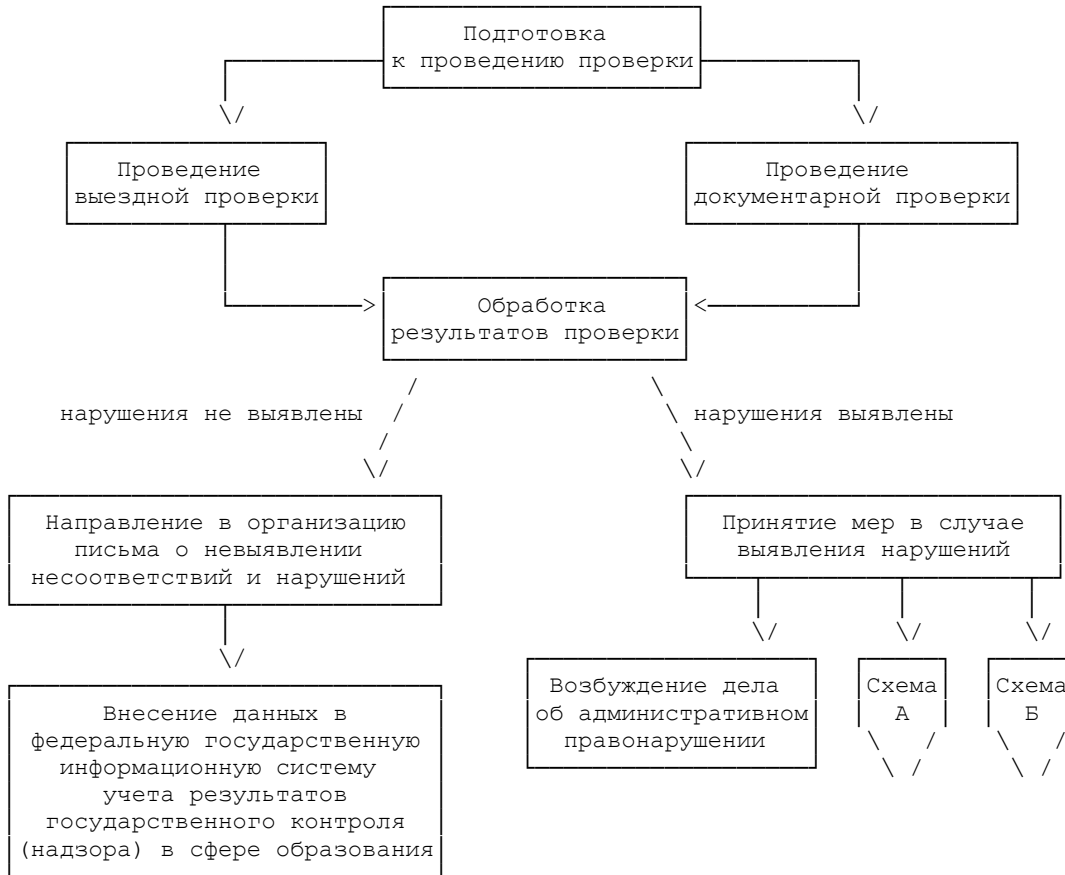 Подготовка
к проведению проверки
Проведение
выездной проверки
Проведение
документарной проверки
Обработка
результатов проверки
нарушения не выявлены
нарушения выявлены
Направление в организацию
письма о невыявлении
несоответствий и нарушений
Принятие мер в случае
выявления нарушений
Возбуждение дела
об административном
правонарушении
Схема
А
Схема
Б
Внесение данных в
федеральную государственную
информационную систему
учета результатов
государственного контроля
(надзора) в сфере образования